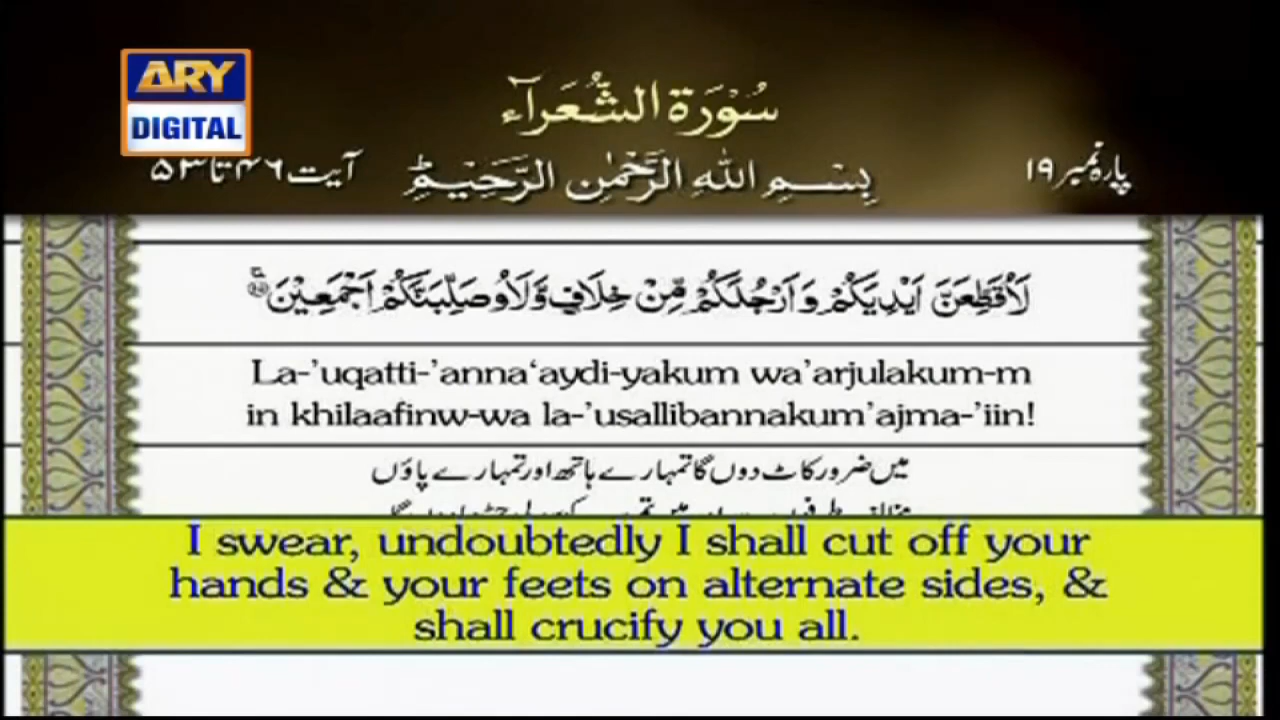 ARY
DIGITAL
سُوْرَۃُ الشُّعَرَآء
پارہ نمبر ۱۹
بِسْمِ اللهِ الرَّحْمٰنِ الرَّحِيْمِ
آیت ۴۶ تا ۵۳
لَاُقَطِّعَنَّ اَيْدِيَكُمْ وَاَرْجُلَكُمْ مِّنْ خِلَافٍ وَّلَاُوصَلِّبَنَّكُمْ اَجْمَعِيْنَ
La-'uqatti-'anna‘aydi-yakum wa'arjulakum-m
in khilaafinw-wa la-'usallibannakum'ajma-'iin!
میں ضرور کاٹ دوں گا تمہارے ہاتھ اور تمہارے پاؤں
I swear, undoubtedly I shall cut off your
hands & your feets on alternate sides, &
shall crucify you all.